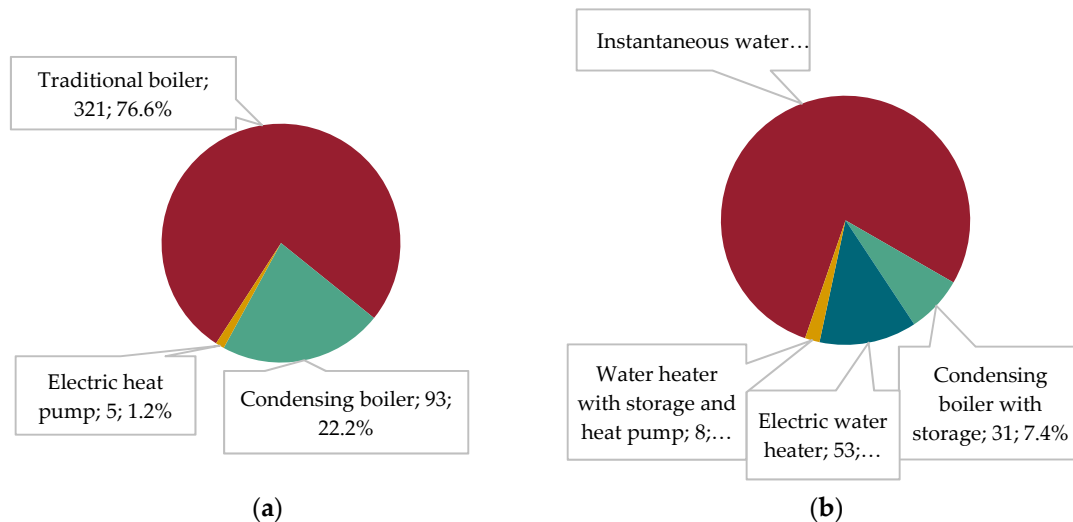 Traditional boiler;
321; 76.6%
Electric heat
pump; 5; 1.2%
Condensing boiler; 93;
22.2%
(a)
Instantaneous water…
Water heater
with storage and
heat pump; 8;…
Electric water
heater; 53;…
Condensing
boiler with
storage; 31; 7.4%
(b)